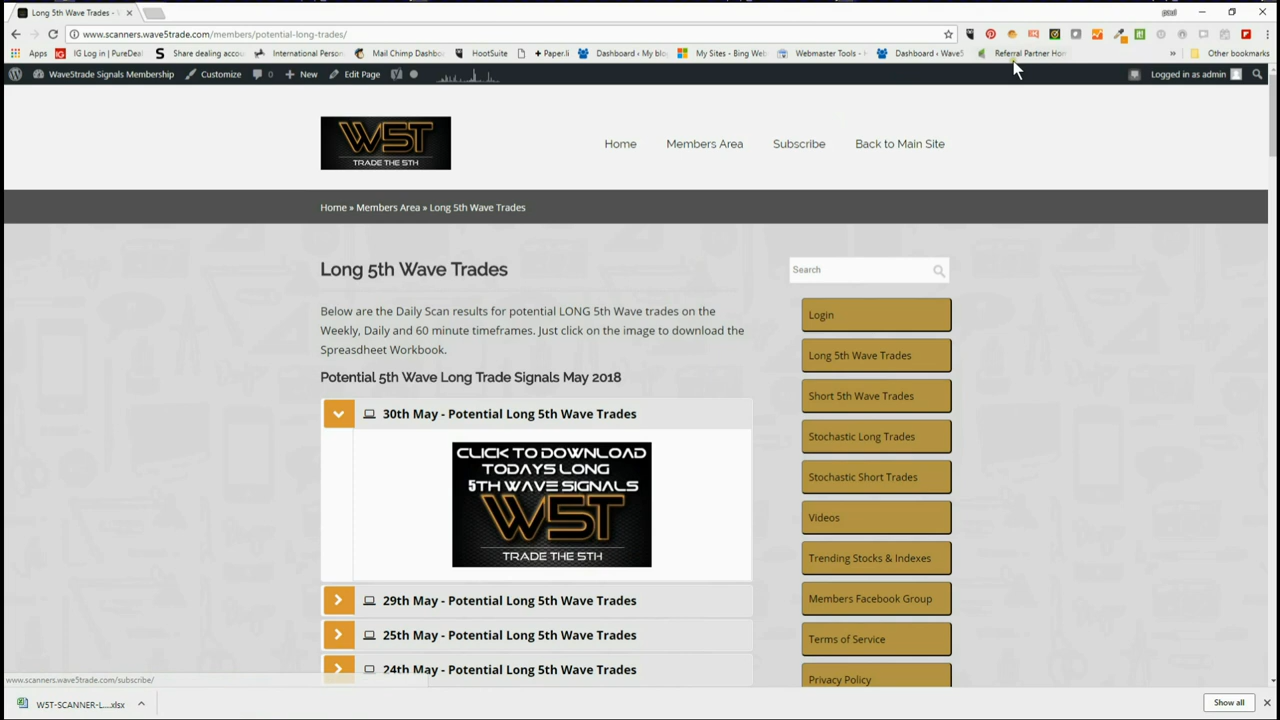 Long 5th Wave Trades -
paul
www.scanners.wave5trade.com/members/potential-long-trades/
Apps IG Log in | PureDeal Share dealing accou International Person Mail Chimp Dashbo HootSuite + Paper.li Dashboard ‹ My blo My Sites - Bing Web Webmaster Tools - Dashboard ‹ Wave5 Referral Partner Hom » Other bookmarks
Wave5trade Signals Membership Customize 0 New Edit Page Logged in as admin
W5T
TRADE THE 5TH
Home Members Area Subscribe Back to Main Site
Home » Members Area » Long 5th Wave Trades
Long 5th Wave Trades
Below are the Daily Scan results for potential LONG 5th Wave trades on the
Weekly, Daily and 60 minute timeframes. Just click on the image to download the
Spreasdheet Workbook.
Potential 5th Wave Long Trade Signals May 2018
30th May - Potential Long 5th Wave Trades
CLICK TO DOWNLOAD
TODAYS LONG
5TH WAVE SIGNALS
W5T
TRADE THE 5TH
29th May - Potential Long 5th Wave Trades
25th May - Potential Long 5th Wave Trades
24th May - Potential Long 5th Wave Trades
Search
Login
Long 5th Wave Trades
Short 5th Wave Trades
Stochastic Long Trades
Stochastic Short Trades
Videos
Trending Stocks & Indexes
Members Facebook Group
Terms of Service
Privacy Policy
www.scanners.wave5trade.com/subscribe/
W5T-SCANNER-L....xlsx
Show all